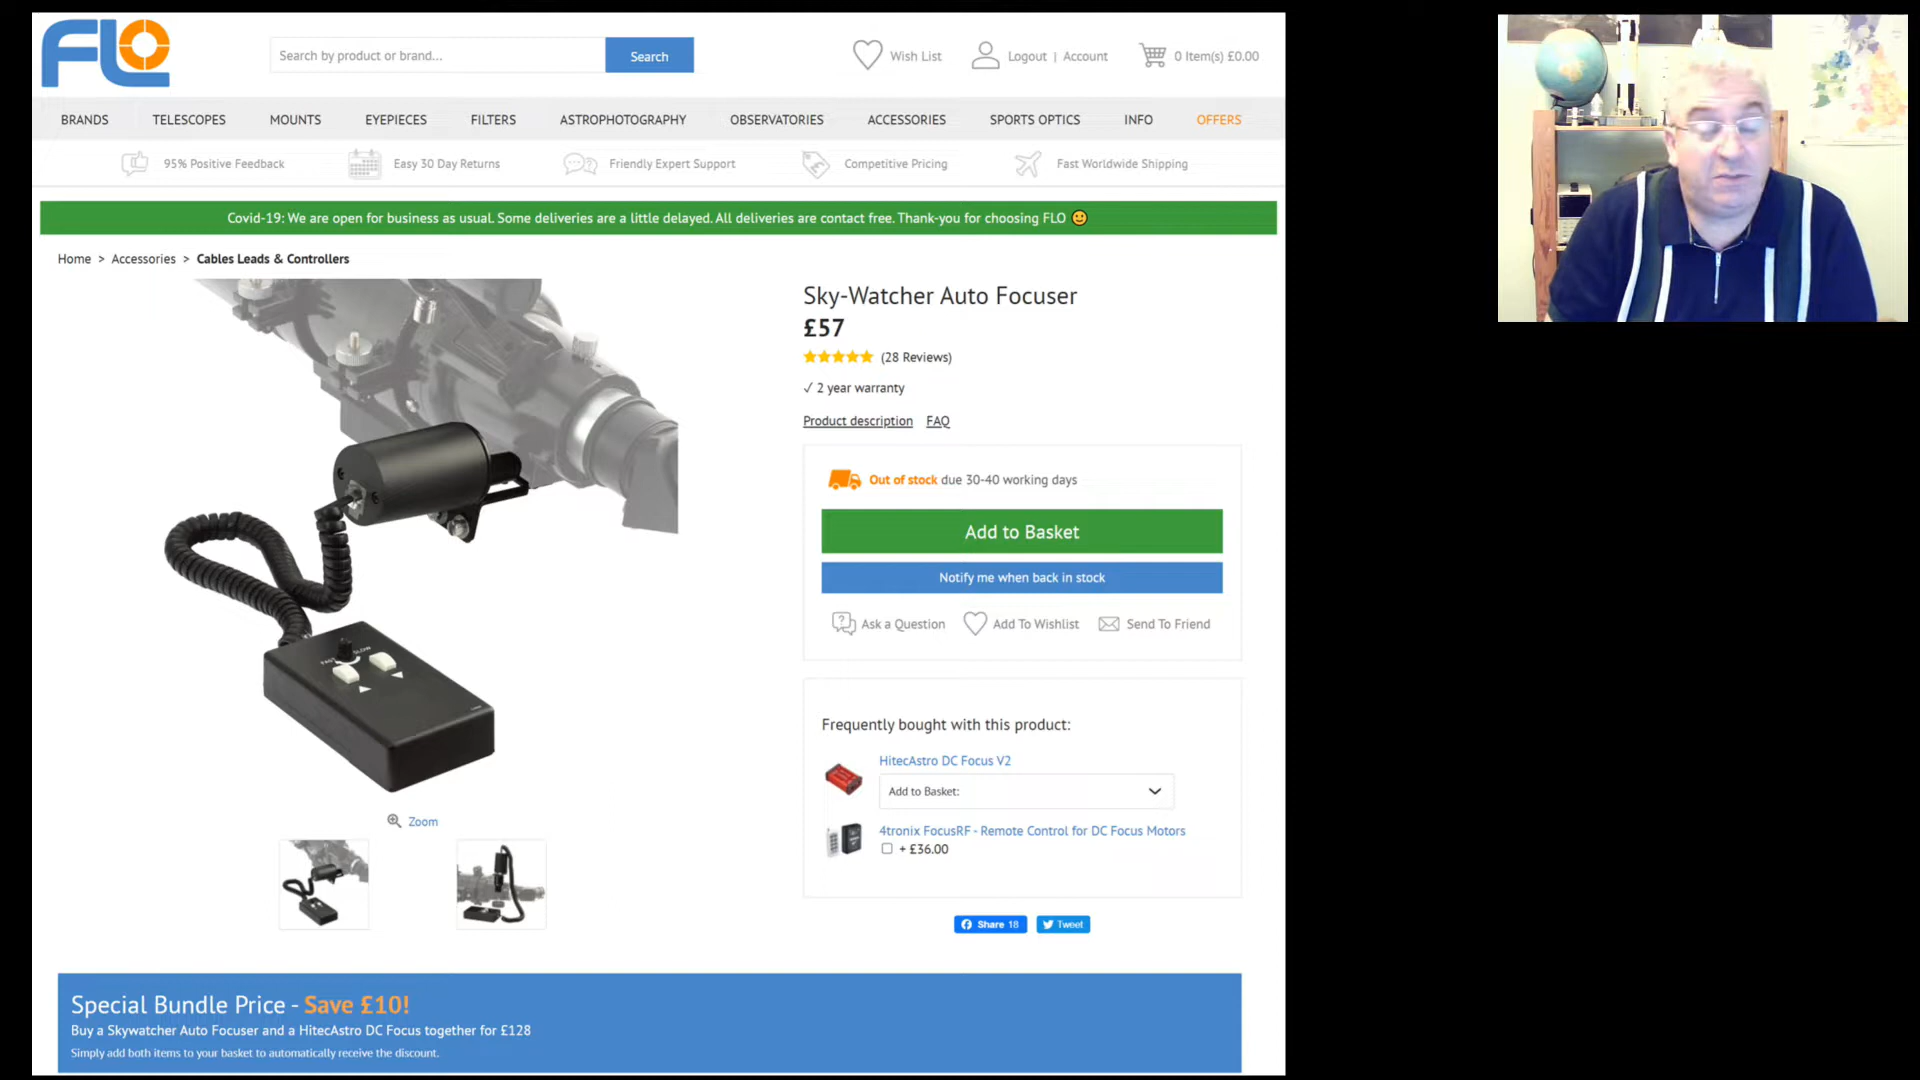 FLO
Search by product or brand...
Search
Wish List
Logout | Account
0 Item(s) £0.00
BRANDS TELESCOPES MOUNTS EYEPIECES FILTERS ASTROPHOTOGRAPHY OBSERVATORIES ACCESSORIES SPORTS OPTICS INFO OFFERS
95% Positive Feedback Easy 30 Day Returns Friendly Expert Support Competitive Pricing Fast Worldwide Shipping
Covid-19: We are open for business as usual. Some deliveries are a little delayed. All deliveries are contact free. Thank-you for choosing FLO
Home > Accessories > Cables Leads & Controllers
Sky-Watcher Auto Focuser
£57
(28 Reviews)
✓ 2 year warranty
Product description FAQ
Out of stock due 30-40 working days
Add to Basket
Notify me when back in stock
Ask a Question Add To Wishlist Send To Friend
Frequently bought with this product:
HitecAstro DC Focus V2
Add to Basket:
4tronix FocusRF - Remote Control for DC Focus Motors
+ £36.00
Zoom
Share 18
Tweet
Special Bundle Price - Save £10!
Buy a Skywatcher Auto Focuser and a HitecAstro DC Focus together for £128
Simply add both items to your basket to automatically receive the discount.